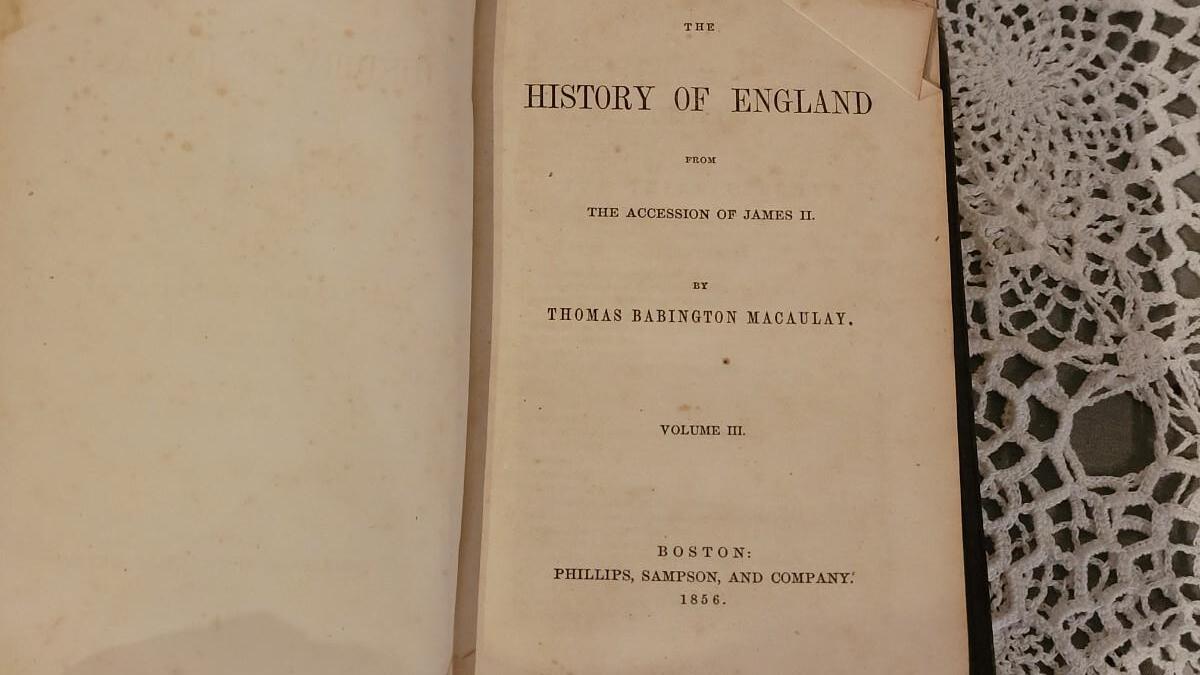 THE
HISTORY OF ENGLAND
FROM
THE ACCESSION OF JAMES II.
BY
THOMAS BABINGTON MACAULAY.
VOLUME III.
BOSTON:
PHILLIPS, SAMPSON, AND COMPANY.
1856.